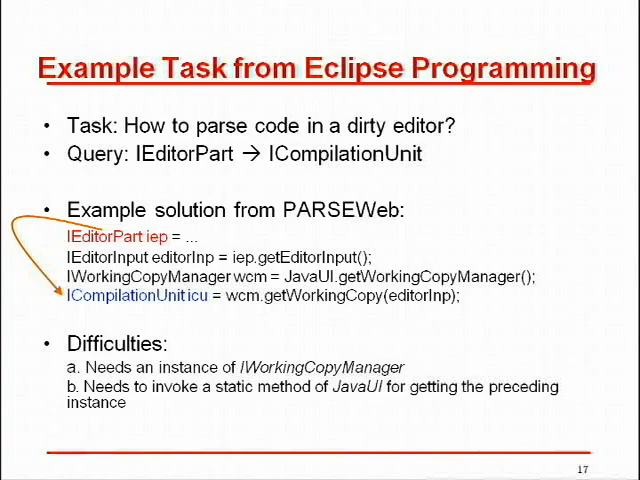 Example Task from Eclipse Programming
• Task: How to parse code in a dirty editor?
• Query: IEditorPart → ICompilationUnit
• Example solution from PARSEWeb:
IEditorPart iep = ...
IEditorInput editorInp = iep.getEditorInput();
IWorkingCopyManager wcm = JavaUI.getWorkingCopyManager();
ICompilationUnit icu = wcm.getWorkingCopy(editorInp);
• Difficulties:
a. Needs an instance of IWorkingCopyManager
b. Needs to invoke a static method of JavaUI for getting the preceding
instance
17